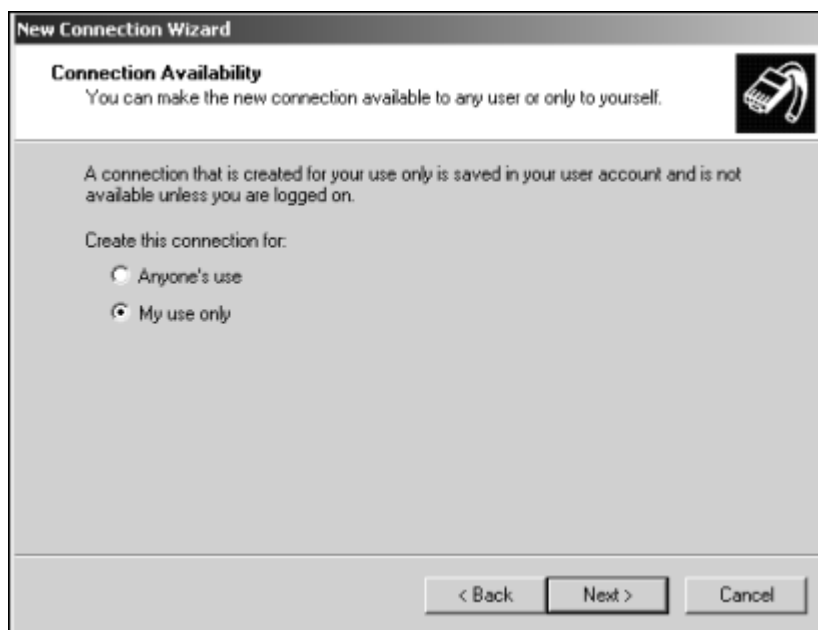 New Connection Wizard
Connection Availability
You can make the new connection available to any user or only to yourself.
A connection that is created for your use only is saved in your user account and is not
available unless you are logged on.
Create this connection for:
Anyone's use
My use only
< Back
Next >
Cancel